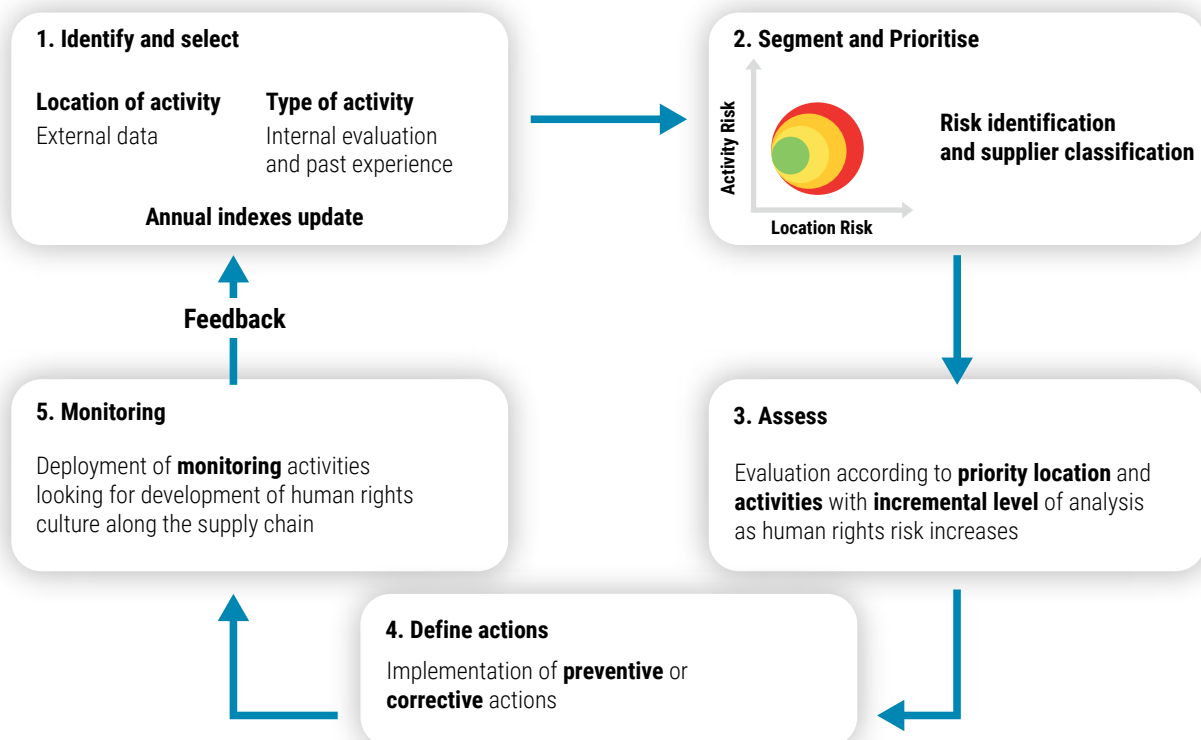 1. Identify and select
Location of activity
External data
Type of activity
Internal evaluation
and past experience
Annual indexes update
2. Segment and Prioritise
Activity Risk
Location Risk
Risk identification
and supplier classification
3. Assess
Evaluation according to priority location and
activities with incremental level of analysis
as human rights risk increases
4. Define actions
Implementation of preventive or
corrective actions
5. Monitoring
Deployment of monitoring activities
looking for development of human rights
culture along the supply chain
Feedback